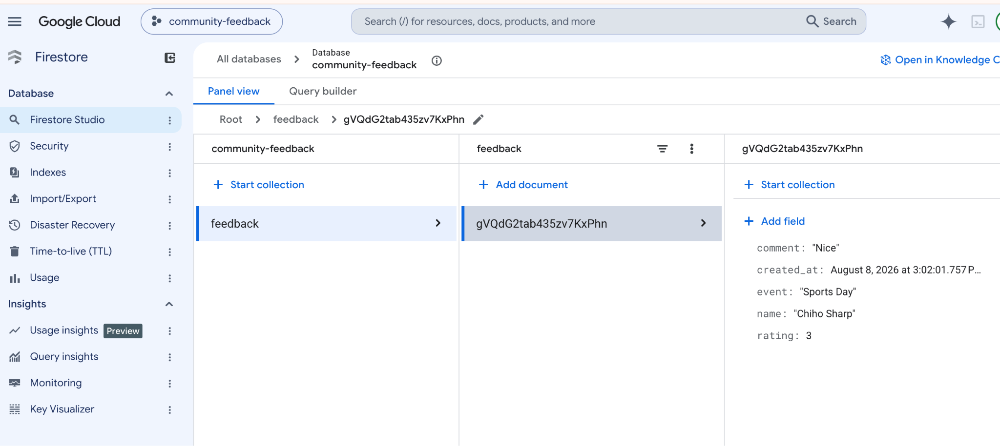 Google Cloud
community-feedback
Search (/) for resources, docs, products, and more
Search
Firestore
All databases
Database
community-feedback
Open in Knowledge C
Database
Panel view
Query builder
Firestore Studio
Root
feedback
gVQdG2tab435zv7KxPhn
Security
community-feedback
feedback
gVQdG2tab435zv7KxPhn
Indexes
Start collection
Add document
Start collection
Import/Export
feedback
gVQdG2tab435zv7KxPhn
Add field
Disaster Recovery
comment: "Nice"
Time-to-live (TTL)
created_at: August 8, 2026 at 3:02:01.757 P...
Usage
event: "Sports Day"
Insights
name: "Chiho Sharp"
Usage insights Preview
rating: 3
Query insights
Monitoring
Key Visualizer